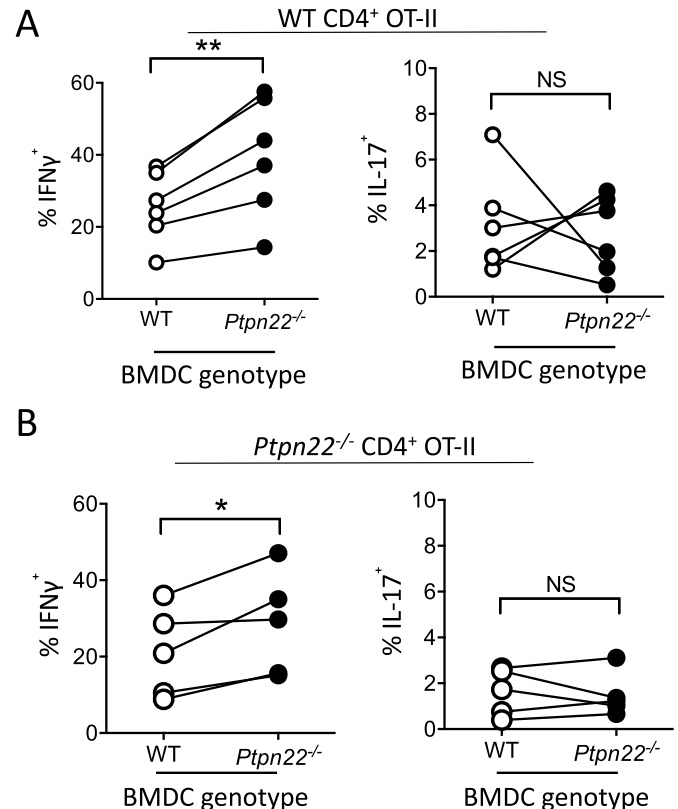 A
WT CD4⁺ OT-II
**
NS
60
40
20
0
% IFNγ⁺
10
8
6
4
2
0
% IL-17⁺
WT
Ptpn22⁻/⁻
WT
Ptpn22⁻/⁻
BMDC genotype
BMDC genotype
B
Ptpn22⁻/⁻ CD4⁺ OT-II
*
NS
60
40
20
0
% IFNγ⁺
10
8
6
4
2
0
% IL-17⁺
WT
Ptpn22⁻/⁻
WT
Ptpn22⁻/⁻
BMDC genotype
BMDC genotype